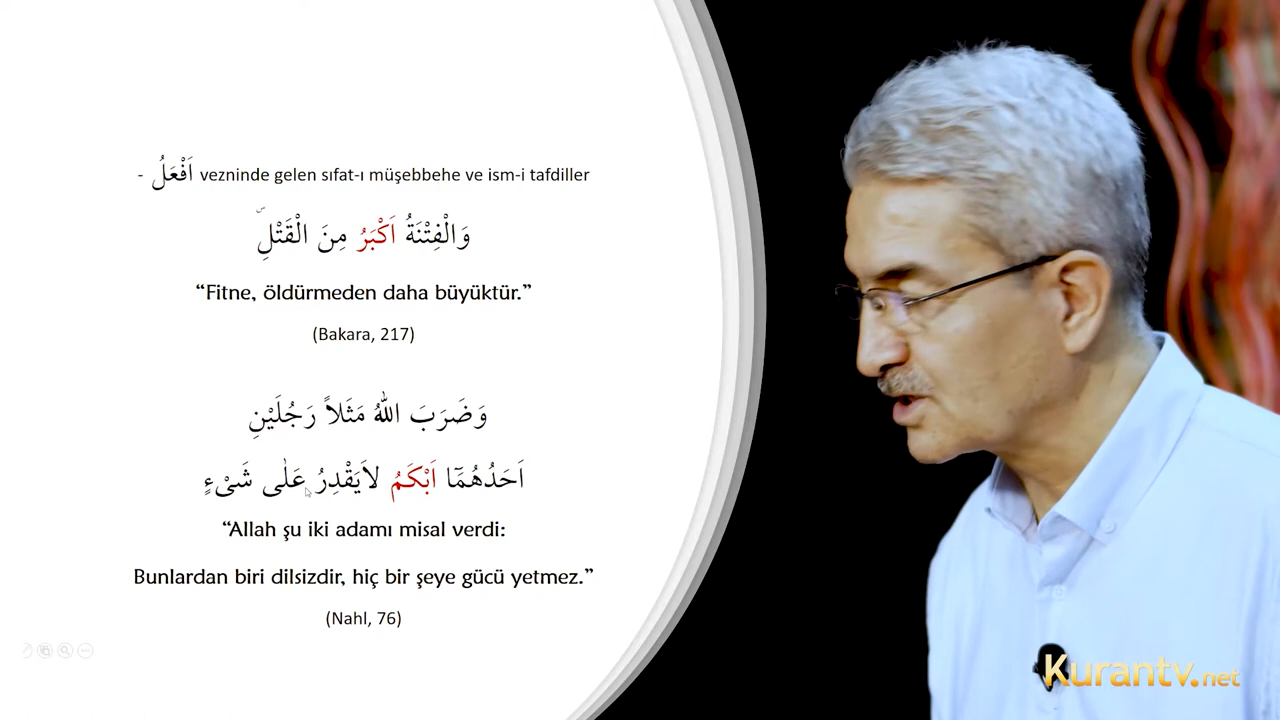 - اَفْعَلُ vezninde gelen sıfat-ı müşebbehe ve ism-i tafdiller
وَالْفِتْنَةُ اَكْبَرُ مِنَ الْقَتْلِۜ
“Fitne, öldürmeden daha büyüktür.”
(Bakara, 217)
وَضَرَبَ اللّٰهُ مَثَلاً رَجُلَيْنِ
اَحَدُهُمَٓا اَبْكَمُ لاَيَقْدِرُ عَلٰى شَىْءٍ
“Allah şu iki adamı misal verdi:
Bunlardan biri dilsizdir, hiç bir şeye gücü yetmez.”
(Nahl, 76)
Kurantv.net